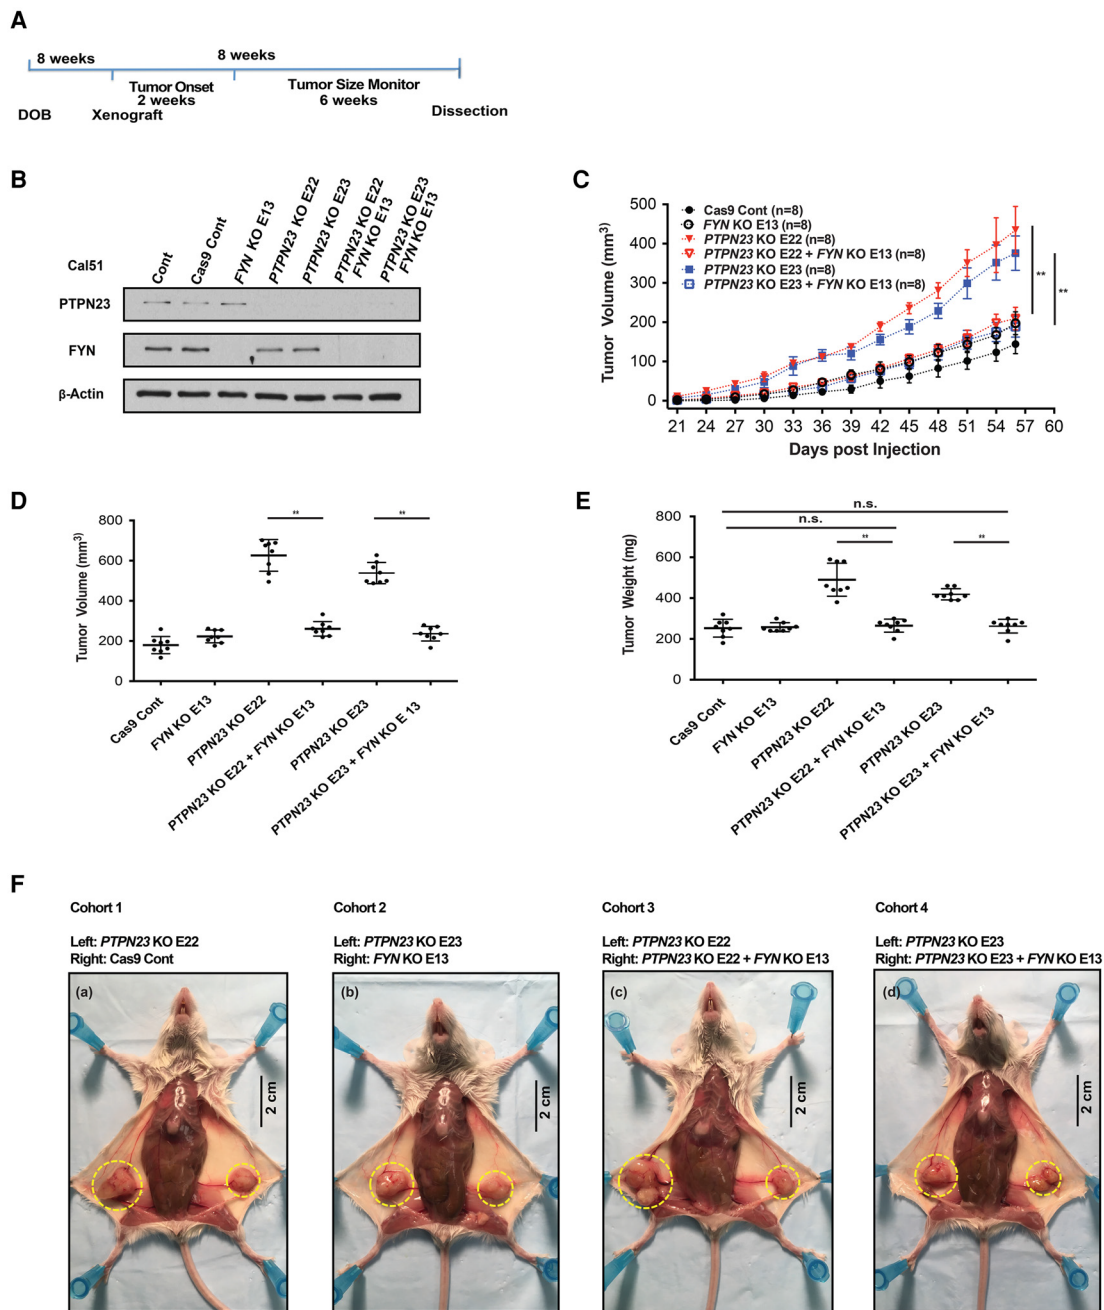 A
8 weeks
8 weeks
Tumor Onset
2 weeks
Tumor Size Monitor
6 weeks
DOB
Xenograft
Dissection
B
Cal51
Cont
Cas9 Cont
FYN KO E13
PTPN23 KO E22
PTPN23 KO E23
PTPN23 KO E22
FYN KO E13
PTPN23 KO E23
FYN KO E13
PTPN23
FYN
β-Actin
C
Tumor Volume (mm3)
500
400
300
200
100
0
21 24 27 30 33 36 39 42 45 48 51 54 57 60
Days post Injection
Cas9 Cont (n=8)
FYN KO E13 (n=8)
PTPN23 KO E22 (n=8)
PTPN23 KO E22 + FYN KO E13 (n=8)
PTPN23 KO E23 (n=8)
PTPN23 KO E23 + FYN KO E13 (n=8)
**
**
D
Tumor Volume (mm3)
800
600
400
200
0
**
**
Cas9 Cont
FYN KO E13
PTPN23 KO E22
PTPN23 KO E22 + FYN KO E13
PTPN23 KO E23
PTPN23 KO E23 + FYN KO E 13
E
Tumor Weight (mg)
800
600
400
200
0
n.s.
n.s.
**
**
Cas9 Cont
FYN KO E13
PTPN23 KO E22
PTPN23 KO E22 + FYN KO E13
PTPN23 KO E23
PTPN23 KO E23 + FYN KO E13
F
Cohort 1
Left: PTPN23 KO E22
Right: Cas9 Cont
(a)
2 cm
Cohort 2
Left: PTPN23 KO E23
Right: FYN KO E13
(b)
2 cm
Cohort 3
Left: PTPN23 KO E22
Right: PTPN23 KO E22 + FYN KO E13
(c)
2 cm
Cohort 4
Left: PTPN23 KO E23
Right: PTPN23 KO E23 + FYN KO E13
(d)
2 cm